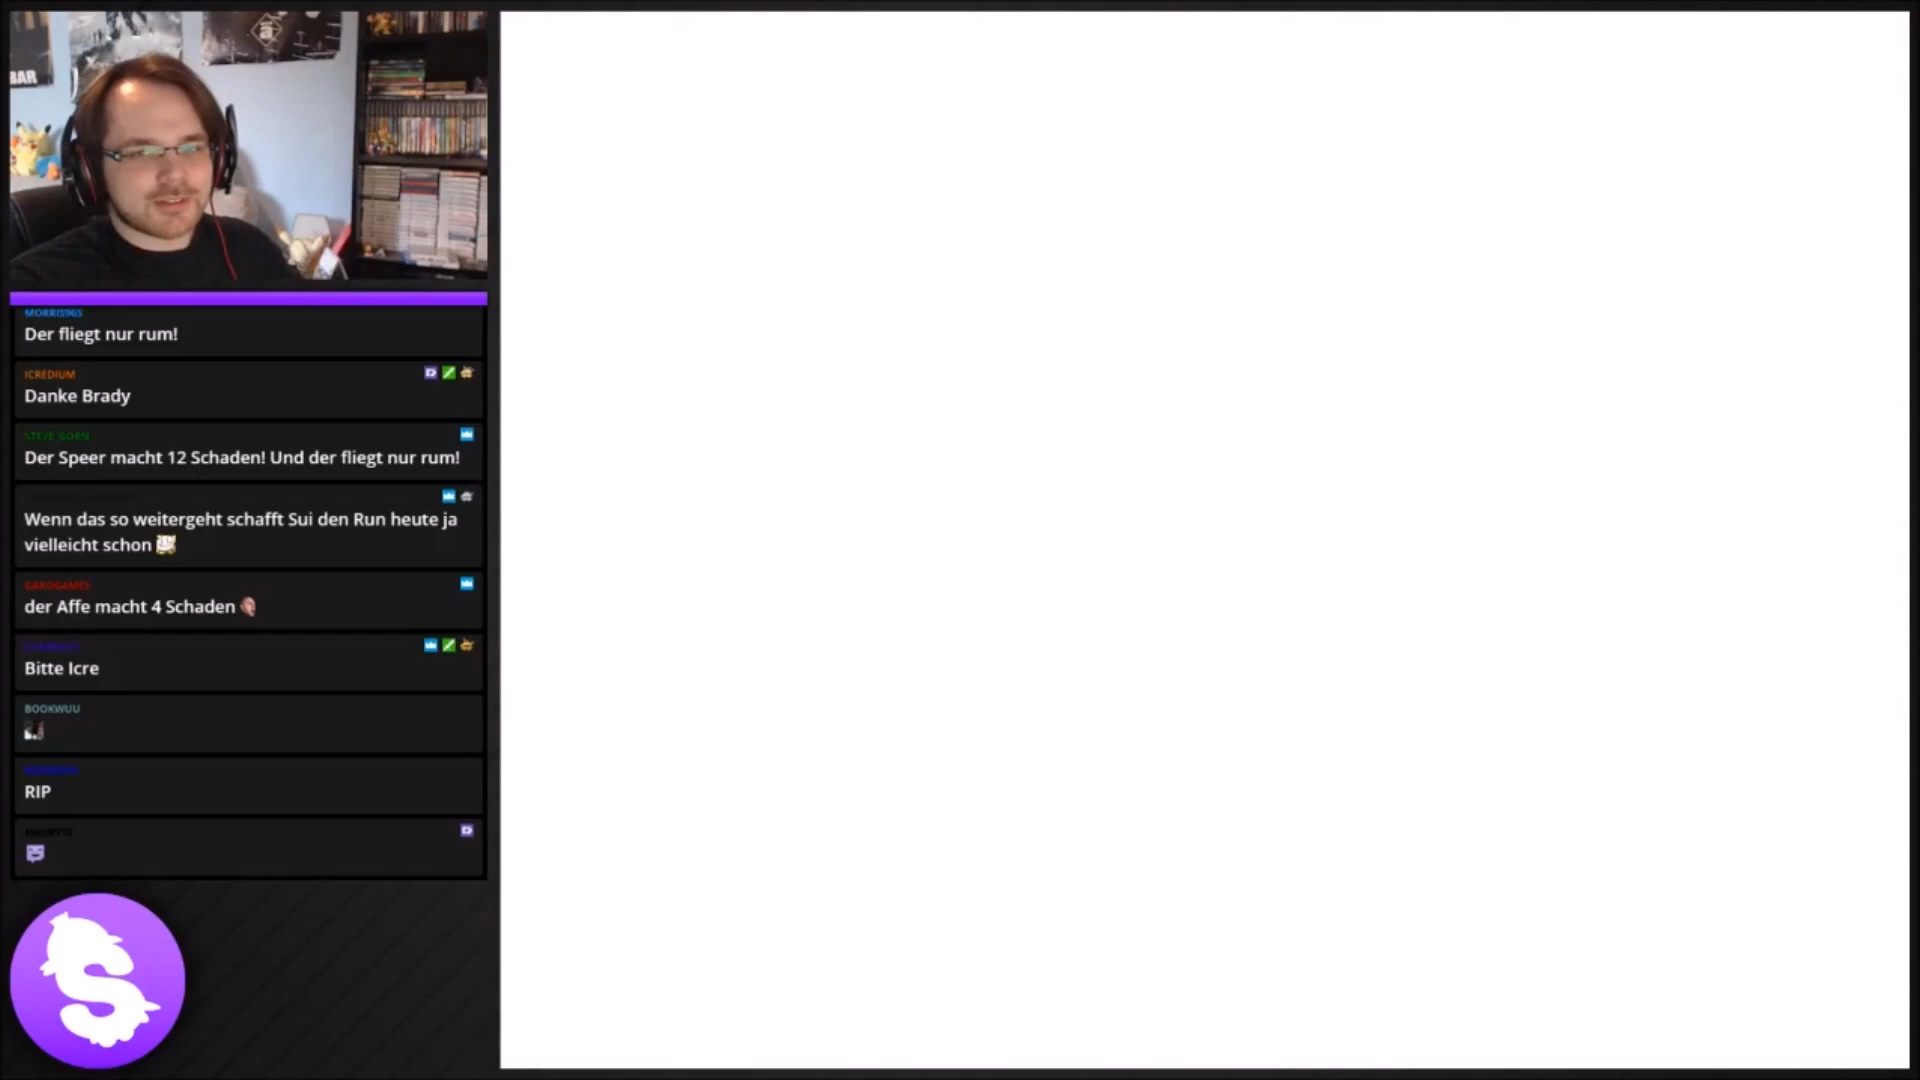 BAR
MORRIS965
Der fliegt nur rum!
ICREDIUM
Danke Brady
STEVE_GORN
Der Speer macht 12 Schaden! Und der fliegt nur rum!
Wenn das so weitergeht schafft Sui den Run heute ja
vielleicht schon
GAROGAMES
der Affe macht 4 Schaden
Bitte Icre
BOOKWUU
RIP
S